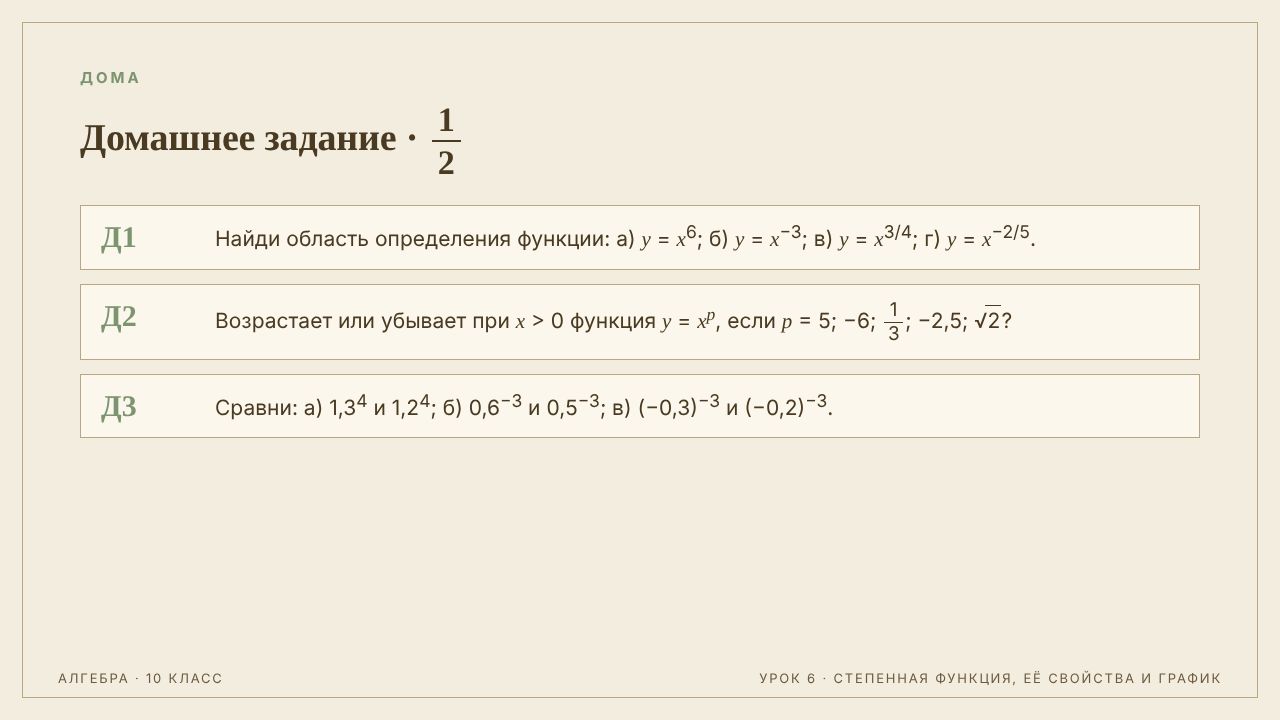 ДОМА
Домашнее задание · 1/2
Д1 Найди область определения функции: а) y = x⁶; б) y = x⁻³; в) y = x^(3/4); г) y = x^(−2/5).
Д2 Возрастает или убывает при x > 0 функция y = x^p, если p = 5; −6; 1/3; −2,5; √2?
Д3 Сравни: а) 1,3⁴ и 1,2⁴; б) 0,6⁻³ и 0,5⁻³; в) (−0,3)⁻³ и (−0,2)⁻³.
АЛГЕБРА · 10 КЛАСС
УРОК 6 · СТЕПЕННАЯ ФУНКЦИЯ, ЕЁ СВОЙСТВА И ГРАФИК